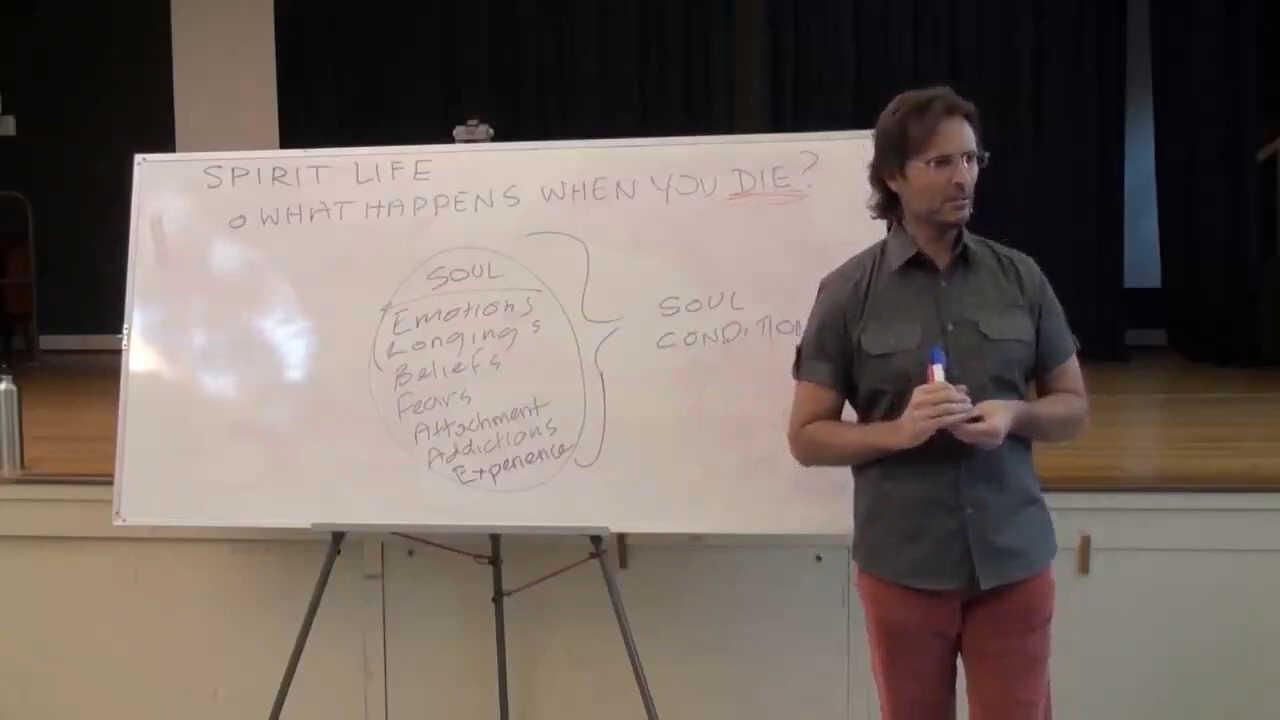 SPIRIT LIFE
o WHAT HAPPENS WHEN YOU DIE?
SOUL
Emotions
Longings
Beliefs
Fears
Attachment
Addictions
Experience
SOUL
CONDITION